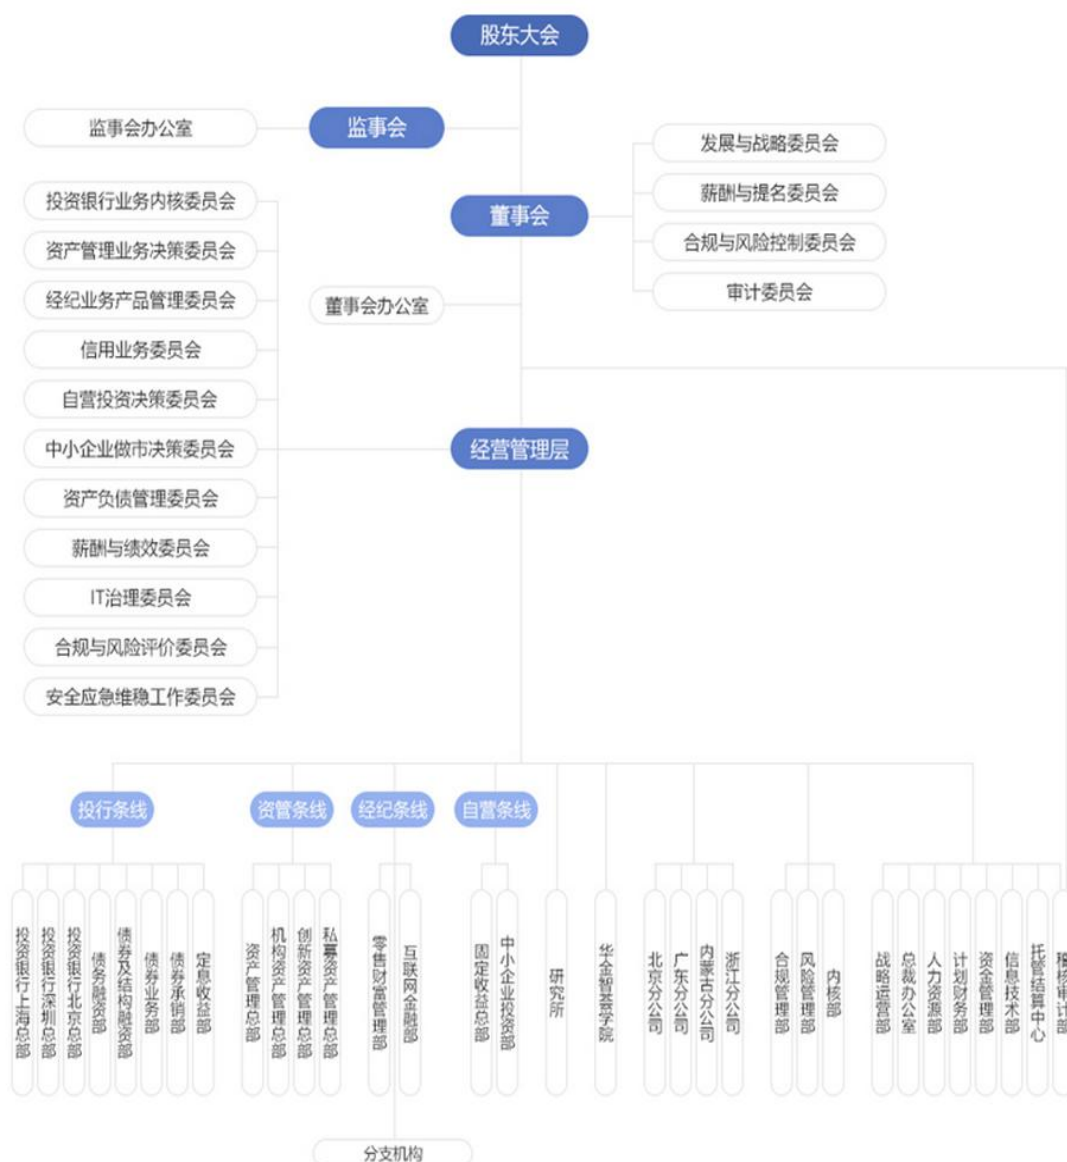 股东大会
监事会办公室
监事会
发展与战略委员会
薪酬与提名委员会
合规与风险控制委员会
审计委员会
董事会
董事会办公室
投资银行业务内核委员会
资产管理业务决策委员会
经纪业务产品管理委员会
信用业务委员会
自营投资决策委员会
中小企业做市决策委员会
资产负债管理委员会
薪酬与绩效委员会
IT治理委员会
合规与风险评价委员会
安全应急维稳工作委员会
经营管理层
投行条线
资管条线
经纪条线
自营条线
投资银行上海总部
投资银行深圳总部
投资银行北京总部
债务融资部
债券及结构融资部
债券业务部
债券承销部
定息收益部
资产管理总部
机构资产管理总部
创新资产管理总部
私募资产管理总部
零售财富管理部
互联网金融部
固定收益总部
中小企业投资部
研究所
华金智荟学院
北京分公司
广东分公司
内蒙古分公司
浙江分公司
合规管理部
风险管理部
内核部
战略运营部
总裁办公室
人力资源部
计划财务部
资金管理部
信息技术部
托管结算中心
稽核审计部
分支机构